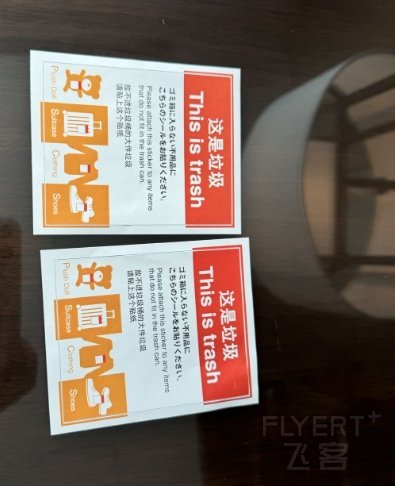 这是垃圾
This is trash
ゴミ箱に入らない不用品に
こちらのシールをお貼りください。
Please attach this sticker to any items
that do not fit in the trash can.
放不进垃圾桶的大件垃圾
请贴上这个贴纸
Plush Doll
Suitcase
Clothing
Shoes
这是垃圾
This is trash
ゴミ箱に入らない不用品に
こちらのシールをお貼りください。
Please attach this sticker to any items
that do not fit in the trash can.
放不进垃圾桶的大件垃圾
请贴上这个贴纸
Plush Doll
Suitcase
Clothing
Shoes
FLYERT+
飞客